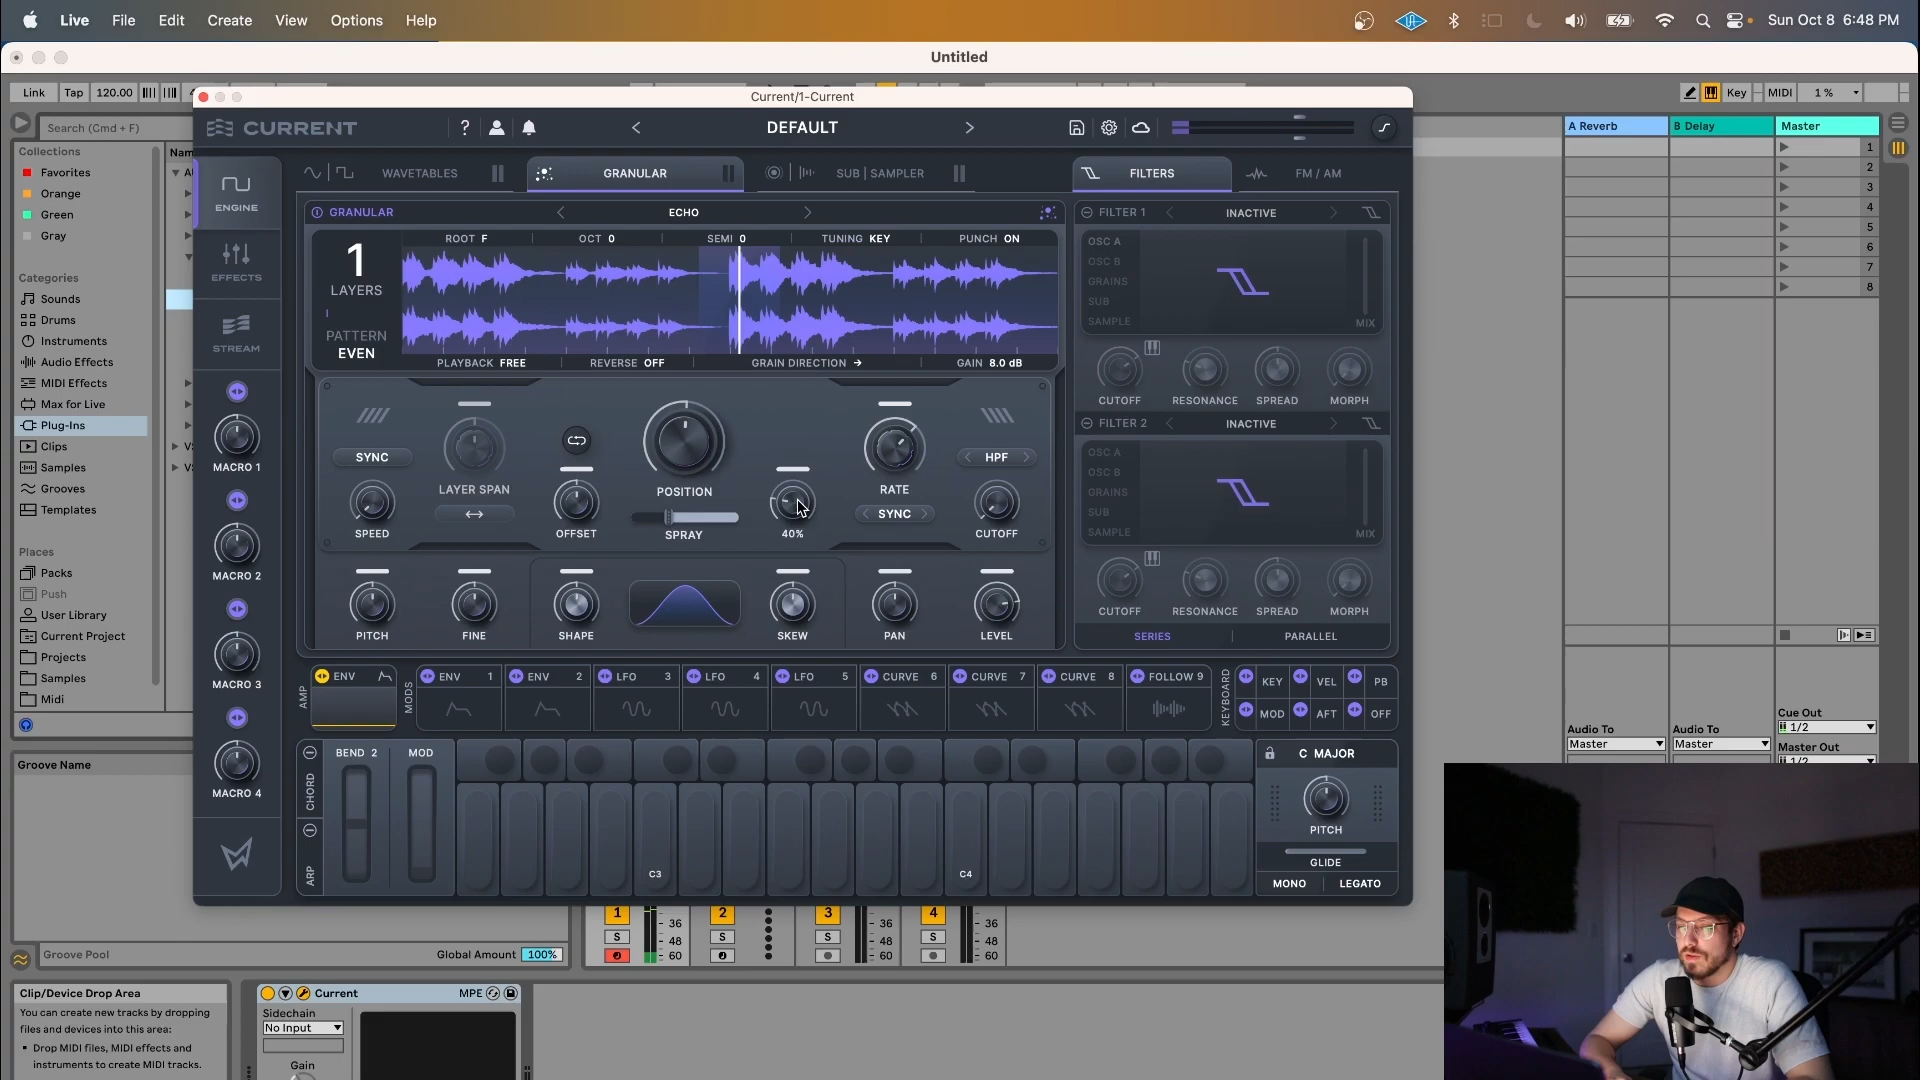 Live File Edit Create View Options Help
Sun Oct 8 6:48 PM
Untitled
Link Tap 120.00
Key MIDI 1 %
Current/1-Current
Search (Cmd + F)
CURRENT
?
DEFAULT
A Reverb B Delay Master
Collections
Favorites
Orange
Green
Gray
Categories
Sounds
Drums
Instruments
Audio Effects
MIDI Effects
Max for Live
Plug-Ins
Clips
Samples
Grooves
Templates
Places
Packs
Push
User Library
Current Project
Projects
Samples
Midi
ENGINE
EFFECTS
STREAM
MACRO 1
MACRO 2
MACRO 3
MACRO 4
WAVETABLES GRANULAR SUB | SAMPLER FILTERS FM / AM
GRANULAR ECHO
ROOT F OCT 0 SEMI 0 TUNING KEY PUNCH ON
1
LAYERS
PATTERN
EVEN
PLAYBACK FREE REVERSE OFF GRAIN DIRECTION → GAIN 8.0 dB
SYNC LAYER SPAN POSITION RATE HPF
SYNC
SPEED OFFSET SPRAY 40% CUTOFF
PITCH FINE SHAPE SKEW PAN LEVEL
FILTER 1 INACTIVE
OSC A
OSC B
GRAINS
SUB
SAMPLE
MIX
CUTOFF RESONANCE SPREAD MORPH
FILTER 2 INACTIVE
OSC A
OSC B
GRAINS
SUB
SAMPLE
MIX
CUTOFF RESONANCE SPREAD MORPH
SERIES PARALLEL
AMP
ENV
MODS
ENV 1 ENV 2 LFO 3 LFO 4 LFO 5 CURVE 6 CURVE 7 CURVE 8 FOLLOW 9
KEYBOARD
KEY VEL PB
MOD AFT OFF
CHORD
ARP
BEND 2 MOD
C3 C4
C MAJOR
PITCH
GLIDE
MONO LEGATO
1
2
3
4
5
6
7
8
Cue Out
1/2
Audio To Audio To
Master Out
Master Master
1/2
Groove Name
Groove Pool
Global Amount 100%
1 2 3 4
36 36 36
S S S S
48 48 48
60 60 60
Clip/Device Drop Area
You can create new tracks by dropping
files and devices into this area:
▪ Drop MIDI files, MIDI effects and
instruments to create MIDI tracks.
Current MPE
Sidechain
No Input
Gain